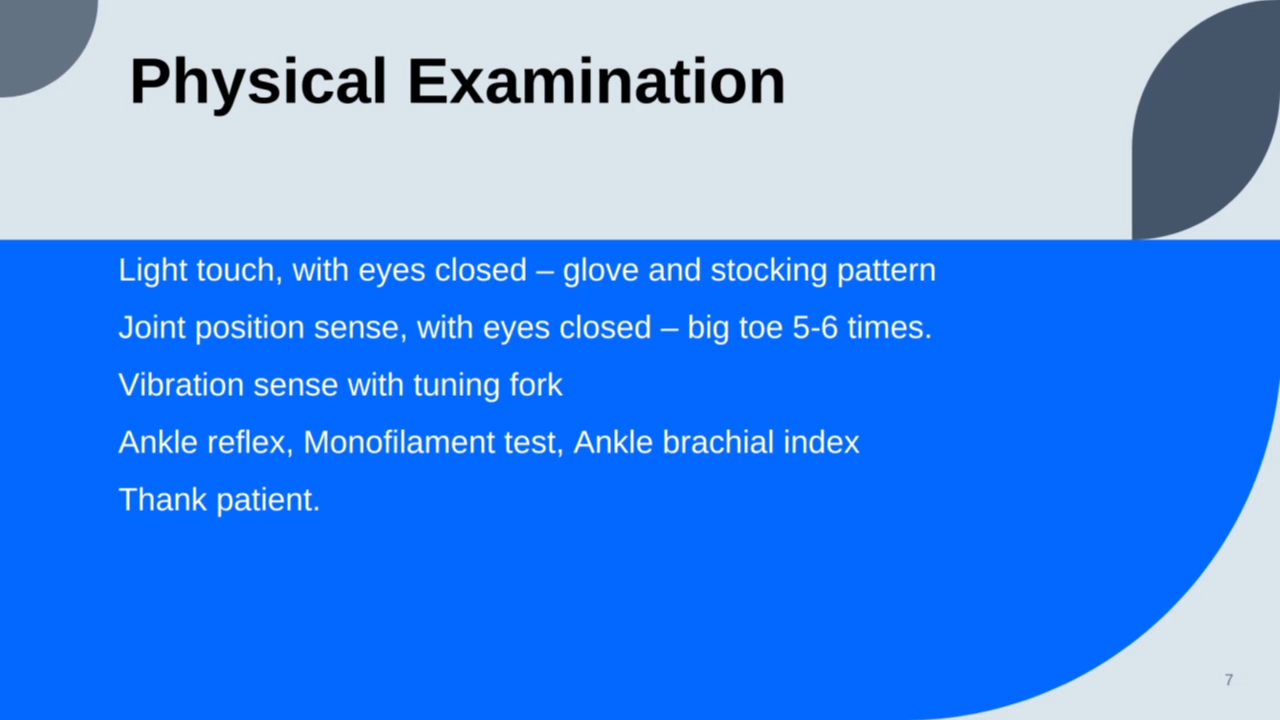 Physical Examination
Light touch, with eyes closed – glove and stocking pattern
Joint position sense, with eyes closed – big toe 5-6 times.
Vibration sense with tuning fork
Ankle reflex, Monofilament test, Ankle brachial index
Thank patient.
7